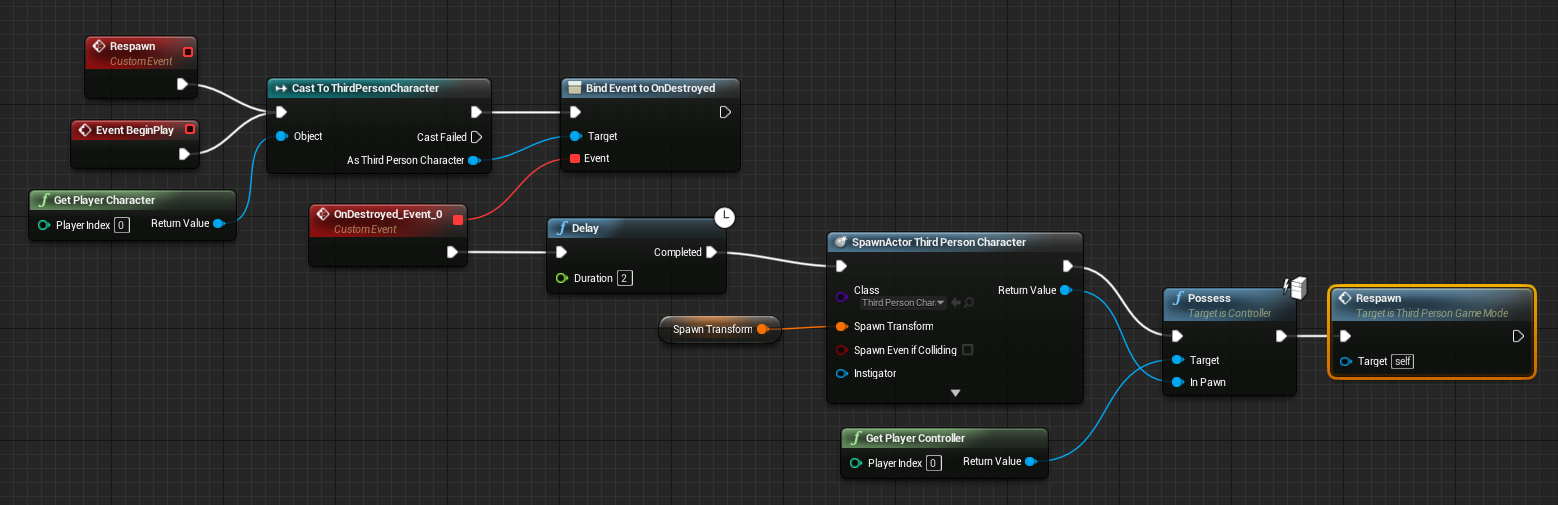 Respawn
Custom Event
Event BeginPlay
Get Player Character
Player Index 0 Return Value
Cast To ThirdPersonCharacter
Object
Cast Failed
As Third Person Character
Bind Event to OnDestroyed
Target
Event
OnDestroyed_Event_0
Custom Event
Delay
Completed
Duration 2
Spawn Transform
SpawnActor Third Person Character
Class
Third Person Char
Return Value
Spawn Transform
Spawn Even if Colliding
Instigator
Get Player Controller
Player Index 0 Return Value
Possess
Target is Controller
Target
In Pawn
Respawn
Target is Third Person Game Mode
Target self